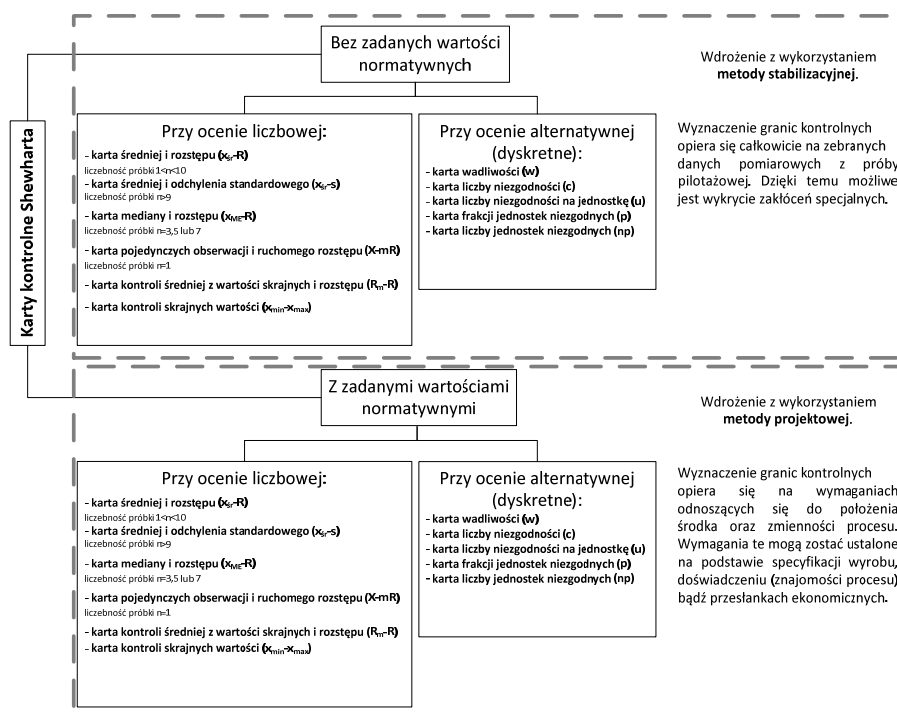 Karty kontrolne Shewharta
Bez zadanych wartości
normatywnych
Wdrożenie z wykorzystaniem
metody stabilizacyjnej.
Przy ocenie liczbowej:
- karta średniej i rozstępu (xśr-R)
liczebność próbki 1<n<10
- karta średniej i odchylenia standardowego (xśr-s)
liczebność próbki n>9
- karta mediany i rozstępu (xME-R)
liczebność próbki n=3,5 lub 7
- karta pojedynczych obserwacji i ruchomego rozstępu (X-mR)
liczebność próbki n=1
- karta kontroli średniej z wartości skrajnych i rozstępu (Rm-R)
- karta kontroli skrajnych wartości (xmin-xmax)
Przy ocenie alternatywnej
(dyskretne):
- karta wadliwości (w)
- karta liczby niezgodności (c)
- karta liczby niezgodności na jednostkę (u)
- karta frakcji jednostek niezgodnych (p)
- karta liczby jednostek niezgodnych (np)
Wyznaczenie granic kontrolnych
opiera się całkowicie na zebranych
danych pomiarowych z próby
pilotażowej. Dzięki temu możliwe
jest wykrycie zakłóceń specjalnych.
Z zadanymi wartościami
normatywnymi
Wdrożenie z wykorzystaniem
metody projektowej.
Przy ocenie liczbowej:
- karta średniej i rozstępu (xśr-R)
liczebność próbki 1<n<10
- karta średniej i odchylenia standardowego (xśr-s)
liczebność próbki n>9
- karta mediany i rozstępu (xME-R)
liczebność próbki n=3,5 lub 7
- karta pojedynczych obserwacji i ruchomego rozstępu (X-mR)
liczebność próbki n=1
- karta kontroli średniej z wartości skrajnych i rozstępu (Rm-R)
- karta kontroli skrajnych wartości (xmin-xmax)
Przy ocenie alternatywnej
(dyskretne):
- karta wadliwości (w)
- karta liczby niezgodności (c)
- karta liczby niezgodności na jednostkę (u)
- karta frakcji jednostek niezgodnych (p)
- karta liczby jednostek niezgodnych (np)
Wyznaczenie granic kontrolnych
opiera się na wymaganiach
odnoszących się do położenia
środka oraz zmienności procesu.
Wymagania te mogą zostać ustalone
na podstawie specyfikacji wyrobu,
doświadczeniu (znajomości procesu)
bądź przesłankach ekonomicznych.